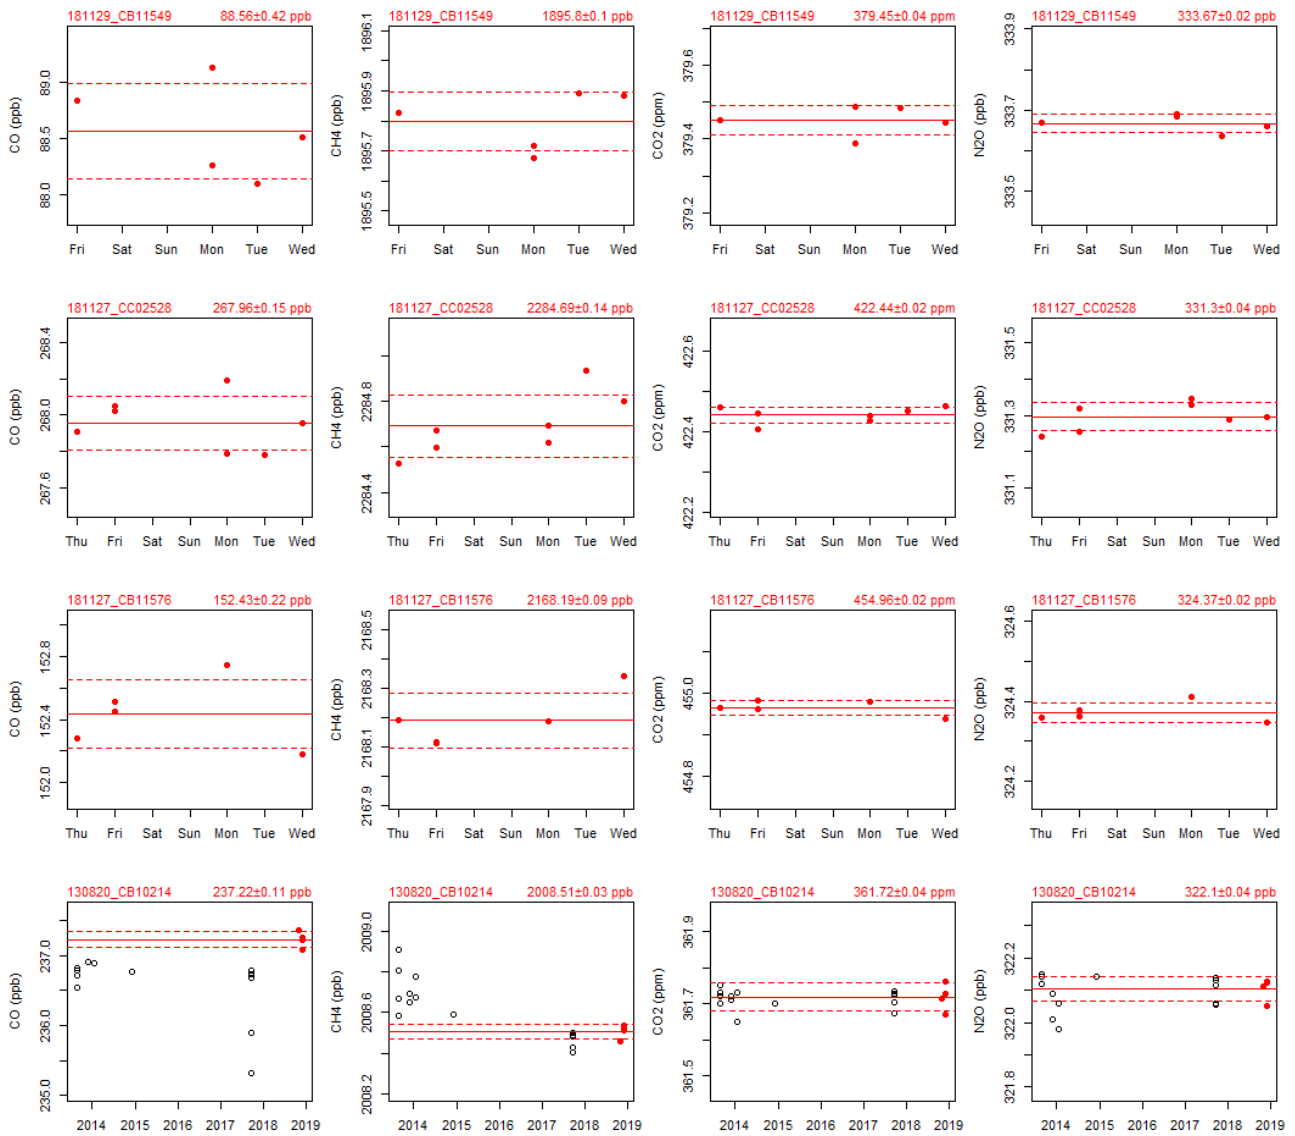 181129_CB11549 88.56±0.42 ppb
CO (ppb)
89.0
88.5
88.0
Fri Sat Sun Mon Tue Wed
181129_CB11549 1895.8±0.1 ppb
CH4 (ppb)
1896.1
1895.9
1895.7
1895.5
Fri Sat Sun Mon Tue Wed
181129_CB11549 379.45±0.04 ppm
CO2 (ppm)
379.6
379.4
379.2
Fri Sat Sun Mon Tue Wed
181129_CB11549 333.67±0.02 ppb
N2O (ppb)
333.9
333.7
333.5
Fri Sat Sun Mon Tue Wed
181127_CC02528 267.96±0.15 ppb
CO (ppb)
268.4
268.0
267.6
Thu Fri Sat Sun Mon Tue Wed
181127_CC02528 2284.69±0.14 ppb
CH4 (ppb)
2284.8
2284.4
Thu Fri Sat Sun Mon Tue Wed
181127_CC02528 422.44±0.02 ppm
CO2 (ppm)
422.6
422.4
422.2
Thu Fri Sat Sun Mon Tue Wed
181127_CC02528 331.3±0.04 ppb
N2O (ppb)
331.5
331.3
331.1
Thu Fri Sat Sun Mon Tue Wed
181127_CB11576 152.43±0.22 ppb
CO (ppb)
152.8
152.4
152.0
Thu Fri Sat Sun Mon Tue Wed
181127_CB11576 2168.19±0.09 ppb
CH4 (ppb)
2168.5
2168.3
2168.1
2167.9
Thu Fri Sat Sun Mon Tue Wed
181127_CB11576 454.96±0.02 ppm
CO2 (ppm)
455.0
454.8
Thu Fri Sat Sun Mon Tue Wed
181127_CB11576 324.37±0.02 ppb
N2O (ppb)
324.6
324.4
324.2
Thu Fri Sat Sun Mon Tue Wed
130820_CB10214 237.22±0.11 ppb
CO (ppb)
237.0
236.0
235.0
2014 2015 2016 2017 2018 2019
130820_CB10214 2008.51±0.03 ppb
CH4 (ppb)
2009.0
2008.6
2008.2
2014 2015 2016 2017 2018 2019
130820_CB10214 361.72±0.04 ppm
CO2 (ppm)
361.9
361.7
361.5
2014 2015 2016 2017 2018 2019
130820_CB10214 322.1±0.04 ppb
N2O (ppb)
322.2
322.0
321.8
2014 2015 2016 2017 2018 2019